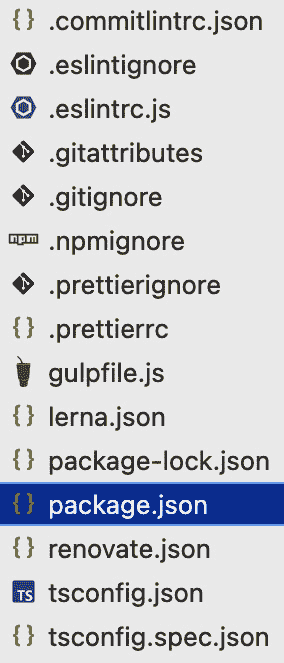 .commitlintrc.json
.eslintignore
.eslintrc.js
.gitattributes
.gitignore
.npmignore
.prettierignore
.prettierrc
gulpfile.js
lerna.json
package-lock.json
package.json
renovate.json
TS tsconfig.json
tsconfig.spec.json